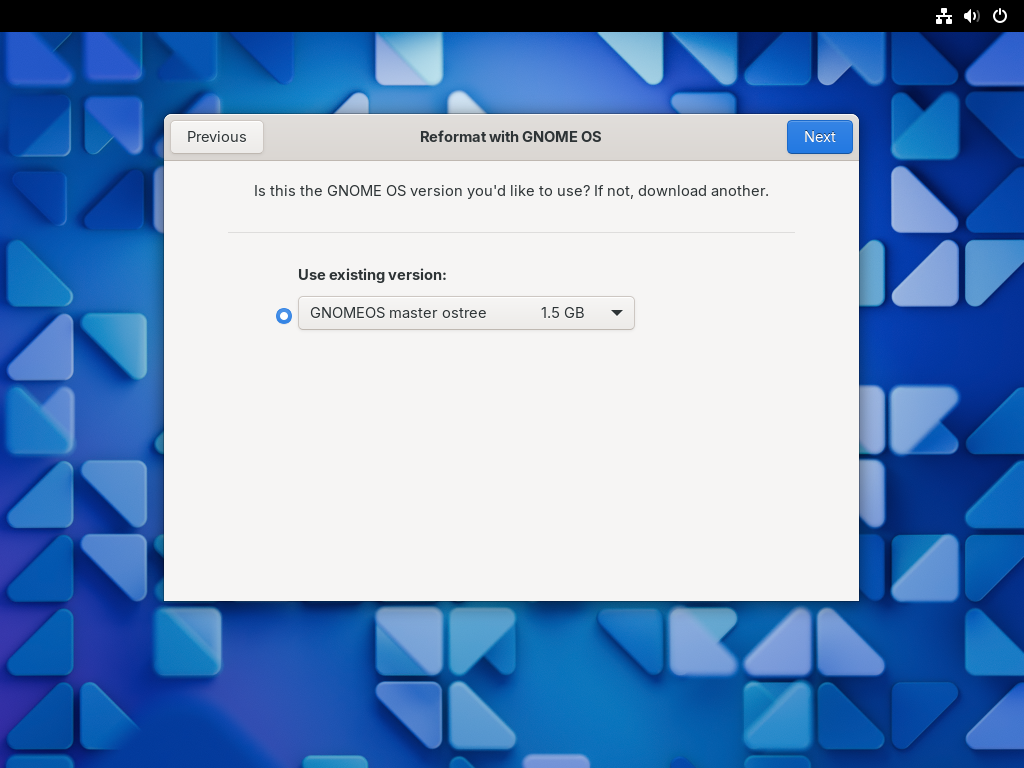 Previous
Reformat with GNOME OS
Next
Is this the GNOME OS version you'd like to use? If not, download another.
Use existing version:
GNOMEOS master ostree 1.5 GB